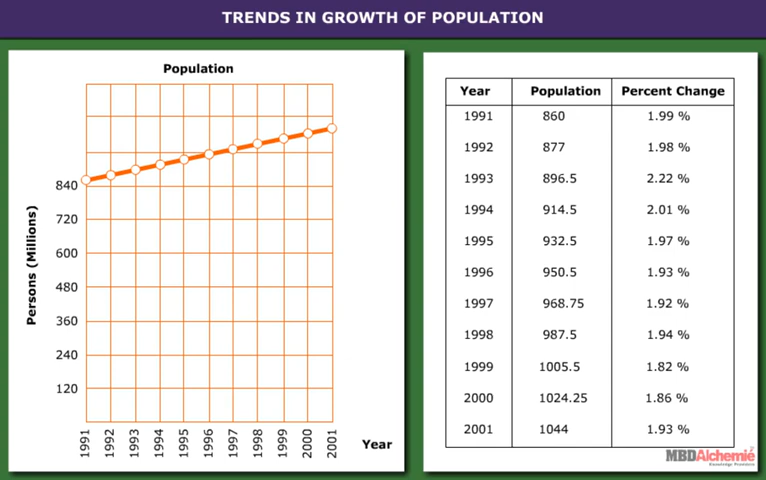 TRENDS IN GROWTH OF POPULATION
Population
840
720
600
480
360
240
120
Persons (Millions)
1991 1992 1993 1994 1995 1996 1997 1998 1999 2000 2001
Year
Year Population Percent Change
1991 860 1.99 %
1992 877 1.98 %
1993 896.5 2.22 %
1994 914.5 2.01 %
1995 932.5 1.97 %
1996 950.5 1.93 %
1997 968.75 1.92 %
1998 987.5 1.94 %
1999 1005.5 1.82 %
2000 1024.25 1.86 %
2001 1044 1.93 %
MBDAlchemié
Knowledge Providers